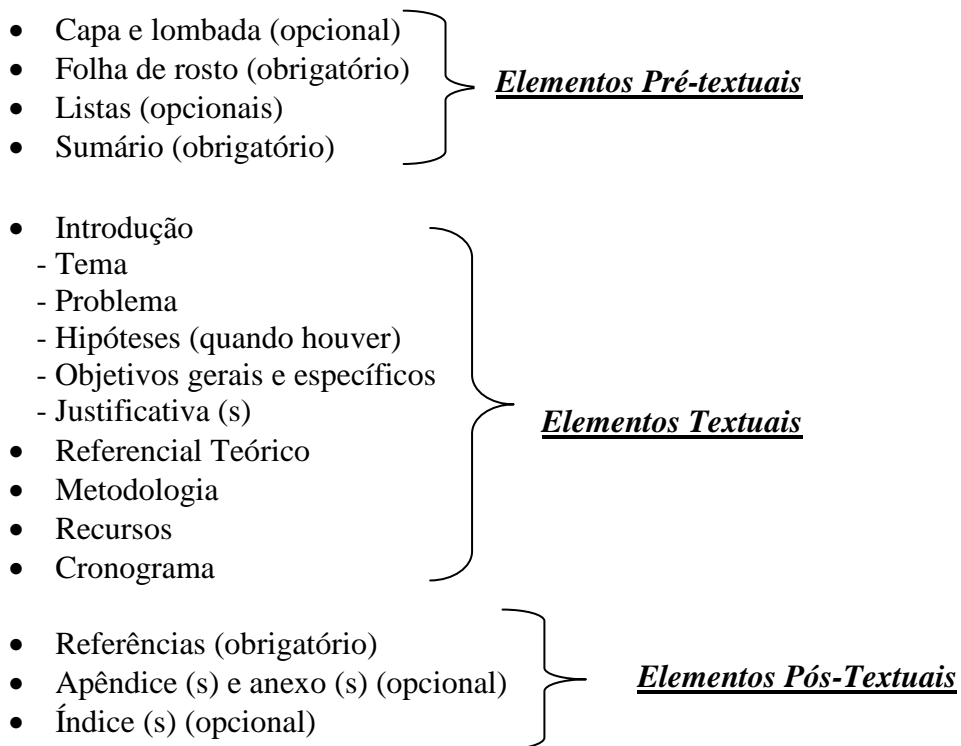 • Capa e lombada (opcional)
• Folha de rosto (obrigatório)
Elementos Pré-textuais
• Listas (opcionais)
• Sumário (obrigatório)
• Introdução
- Tema
- Problema
- Hipóteses (quando houver)
- Objetivos gerais e específicos
- Justificativa (s)
Elementos Textuais
• Referencial Teórico
• Metodologia
• Recursos
• Cronograma
• Referências (obrigatório)
• Apêndice (s) e anexo (s) (opcional)
Elementos Pós-Textuais
• Índice (s) (opcional)